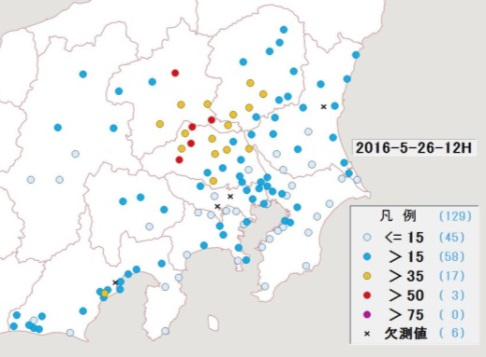 2016-5-26-12H
凡 例 (129)
<= 15 (45)
> 15 (58)
> 35 (17)
> 50 ( 3)
> 75 ( 0)
× 欠測値 ( 6)